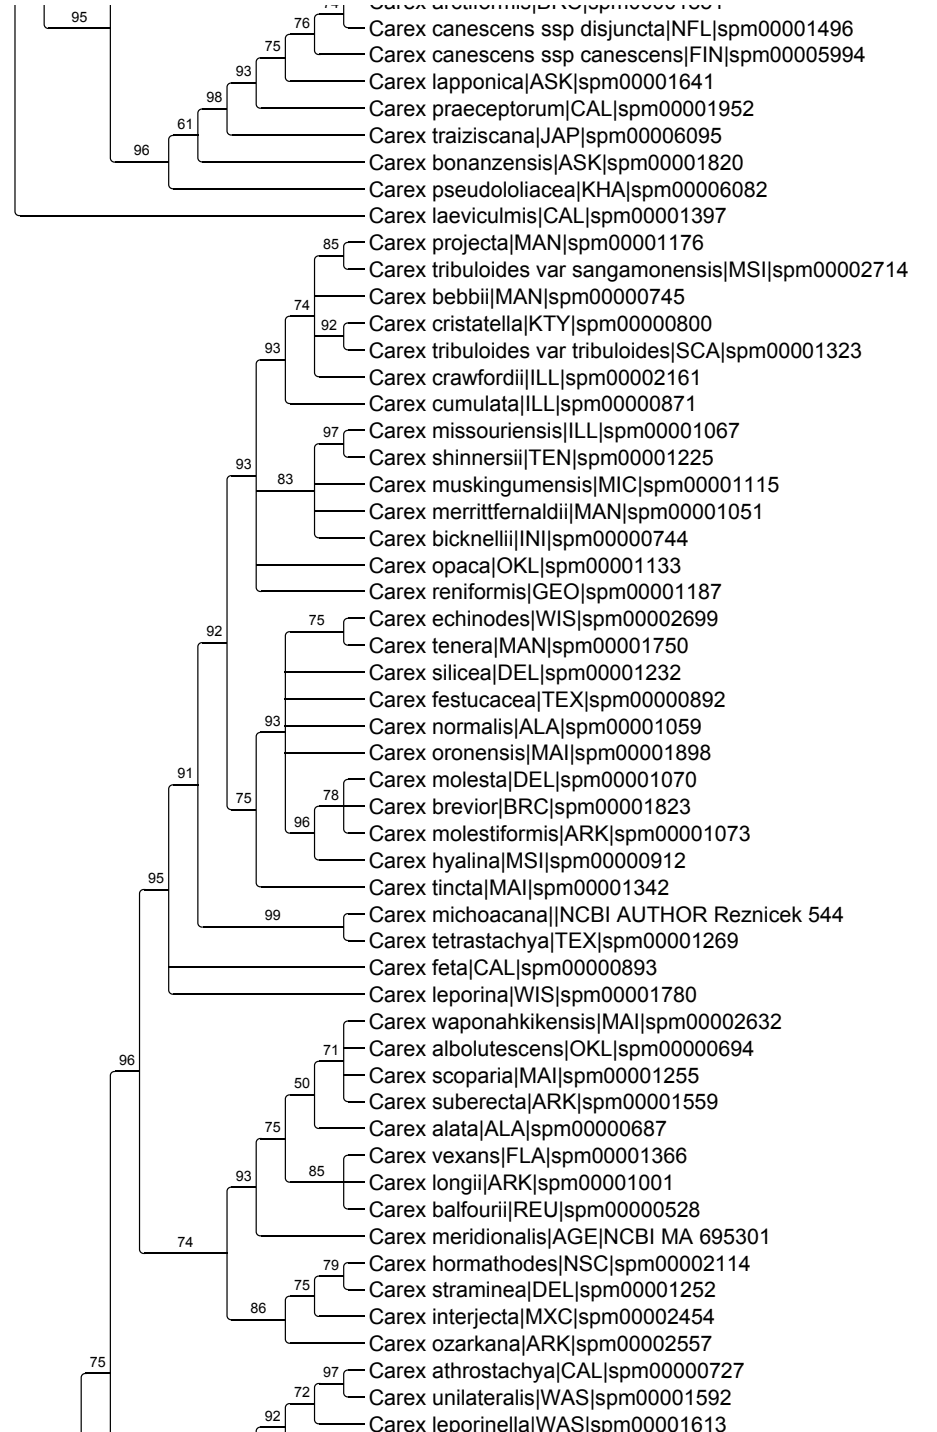 95
74
76
Carex canescens ssp disjuncta|NFL|spm00001496
75
Carex canescens ssp canescens|FIN|spm00005994
93
Carex lapponica|ASK|spm00001641
98
Carex praeceptorum|CAL|spm00001952
61
Carex traiziscana|JAP|spm00006095
96
Carex bonanzensis|ASK|spm00001820
Carex pseudololiacea|KHA|spm00006082
Carex laeviculmis|CAL|spm00001397
85
Carex projecta|MAN|spm00001176
Carex tribuloides var sangamonensis|MSI|spm00002714
74
Carex bebbii|MAN|spm00000745
92
Carex cristatella|KTY|spm00000800
93
Carex tribuloides var tribuloides|SCA|spm00001323
Carex crawfordii|ILL|spm00002161
Carex cumulata|ILL|spm00000871
97
Carex missouriensis|ILL|spm00001067
93
Carex shinnersii|TEN|spm00001225
83
Carex muskingumensis|MIC|spm00001115
Carex merrittfernaldii|MAN|spm00001051
Carex bicknellii|INI|spm00000744
Carex opaca|OKL|spm00001133
Carex reniformis|GEO|spm00001187
75
Carex echinodes|WIS|spm00002699
92
Carex tenera|MAN|spm00001750
Carex silicea|DEL|spm00001232
Carex festucacea|TEX|spm00000892
93
Carex normalis|ALA|spm00001059
Carex oronensis|MAI|spm00001898
91
Carex molesta|DEL|spm00001070
75
78
Carex brevior|BRC|spm00001823
96
Carex molestiformis|ARK|spm00001073
Carex hyalina|MSI|spm00000912
95
Carex tincta|MAI|spm00001342
99
Carex michoacana||NCBI AUTHOR Reznicek 544
Carex tetrastachya|TEX|spm00001269
Carex feta|CAL|spm00000893
Carex leporina|WIS|spm00001780
Carex waponahkikensis|MAI|spm00002632
96
71
Carex albolutescens|OKL|spm00000694
50
Carex scoparia|MAI|spm00001255
Carex suberecta|ARK|spm00001559
75
Carex alata|ALA|spm00000687
Carex vexans|FLA|spm00001366
93
85
Carex longii|ARK|spm00001001
Carex balfourii|REU|spm00000528
74
Carex meridionalis|AGE|NCBI MA 695301
79
Carex hormathodes|NSC|spm00002114
75
Carex straminea|DEL|spm00001252
86
Carex interjecta|MXC|spm00002454
Carex ozarkana|ARK|spm00002557
75
97
Carex athrostachya|CAL|spm00000727
72
Carex unilateralis|WAS|spm00001592
92
Carex leporinella|WAS|spm00001613